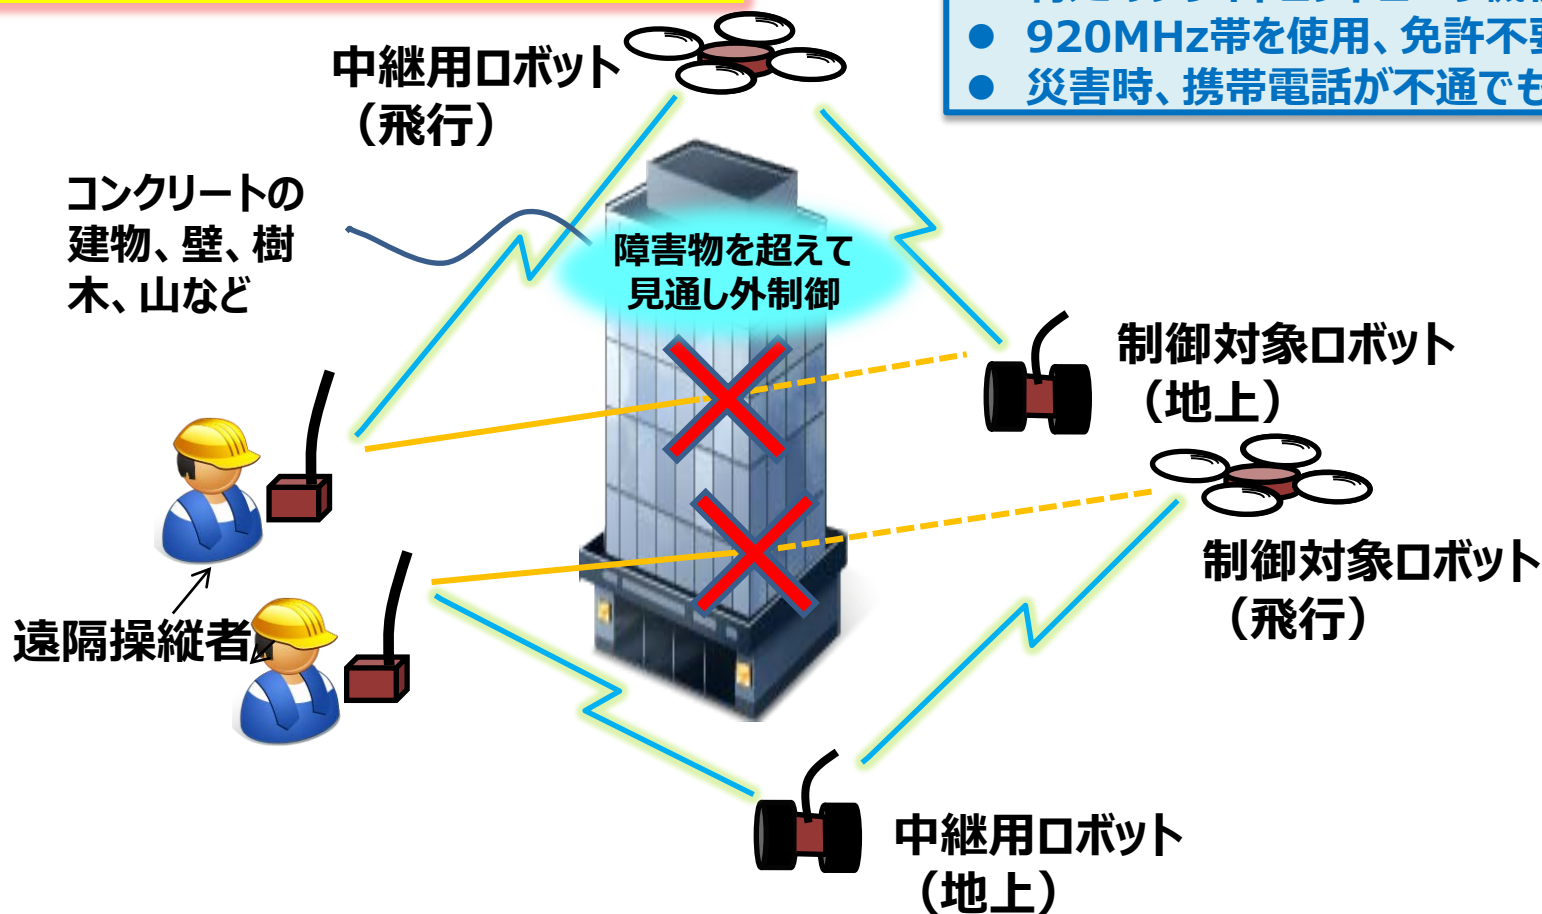 ● 920MHz帯を使用、免許不要
● 災害時、携帯電話が不通でも
中継用ロボット
（飛行）
コンクリートの
建物、壁、樹
木、山など
障害物を超えて
見通し外制御
制御対象ロボット
（地上）
制御対象ロボット
（飛行）
遠隔操縦者
中継用ロボット
（地上）